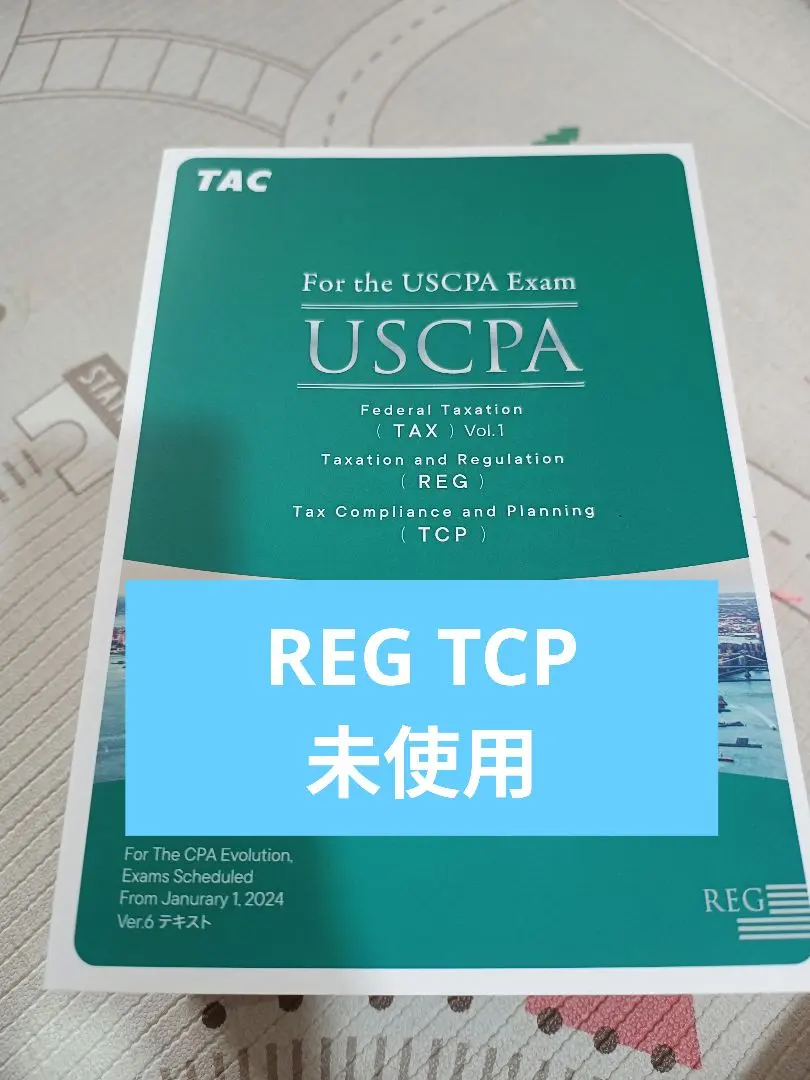 TAC
For the USCPA Exam
USCPA
Federal Taxation
( TAX ) Vol.1
Taxation and Regulation
( REG )
Tax Compliance and Planning
( TCP )
REG TCP
未使用
For The CPA Evolution,
Exams Scheduled
From Janurary 1, 2024
Ver.6 テキスト
REG